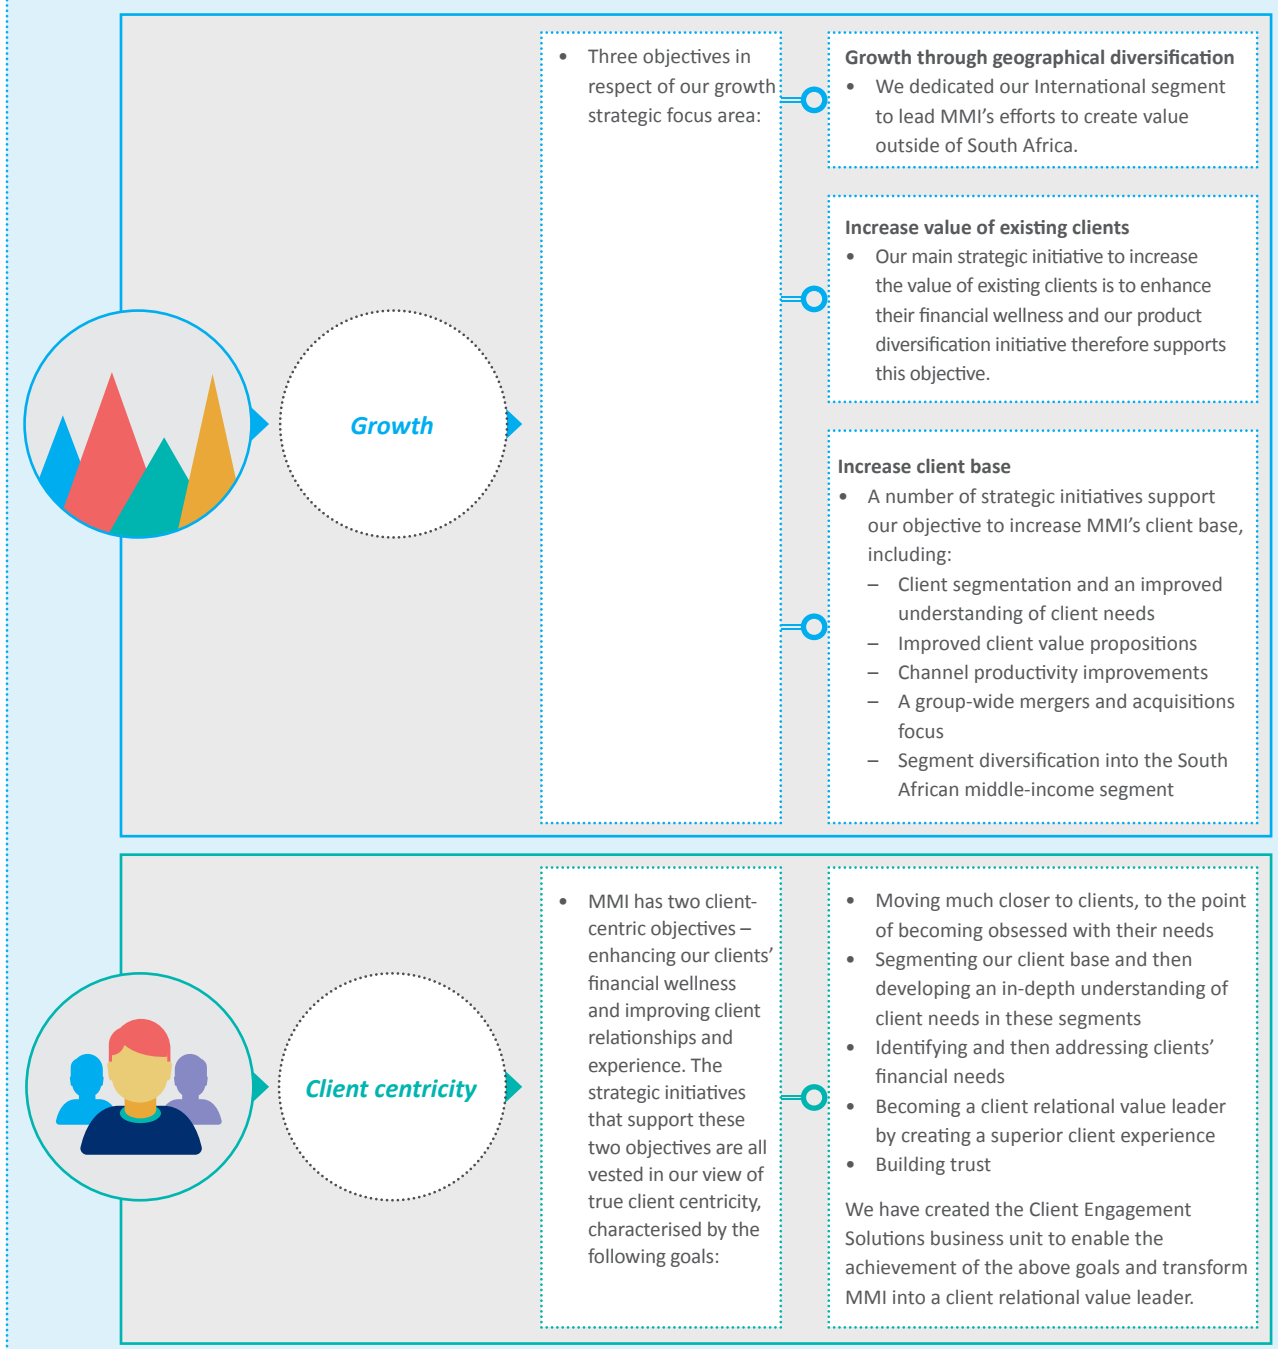 Growth
• Three objectives in
respect of our growth
strategic focus area:
Growth through geographical diversification
• We dedicated our International segment
to lead MMI’s efforts to create value
outside of South Africa.
Increase value of existing clients
• Our main strategic initiative to increase
the value of existing clients is to enhance
their financial wellness and our product
diversification initiative therefore supports
this objective.
Increase client base
• A number of strategic initiatives support
our objective to increase MMI’s client base,
including:
– Client segmentation and an improved
understanding of client needs
– Improved client value propositions
– Channel productivity improvements
– A group-wide mergers and acquisitions
focus
– Segment diversification into the South
African middle-income segment
Client centricity
• MMI has two client-
centric objectives –
enhancing our clients’
financial wellness
and improving client
relationships and
experience. The
strategic initiatives
that support these
two objectives are all
vested in our view of
true client centricity,
characterised by the
following goals:
• Moving much closer to clients, to the point
of becoming obsessed with their needs
• Segmenting our client base and then
developing an in-depth understanding of
client needs in these segments
• Identifying and then addressing clients’
financial needs
• Becoming a client relational value leader
by creating a superior client experience
• Building trust
We have created the Client Engagement
Solutions business unit to enable the
achievement of the above goals and transform
MMI into a client relational value leader.